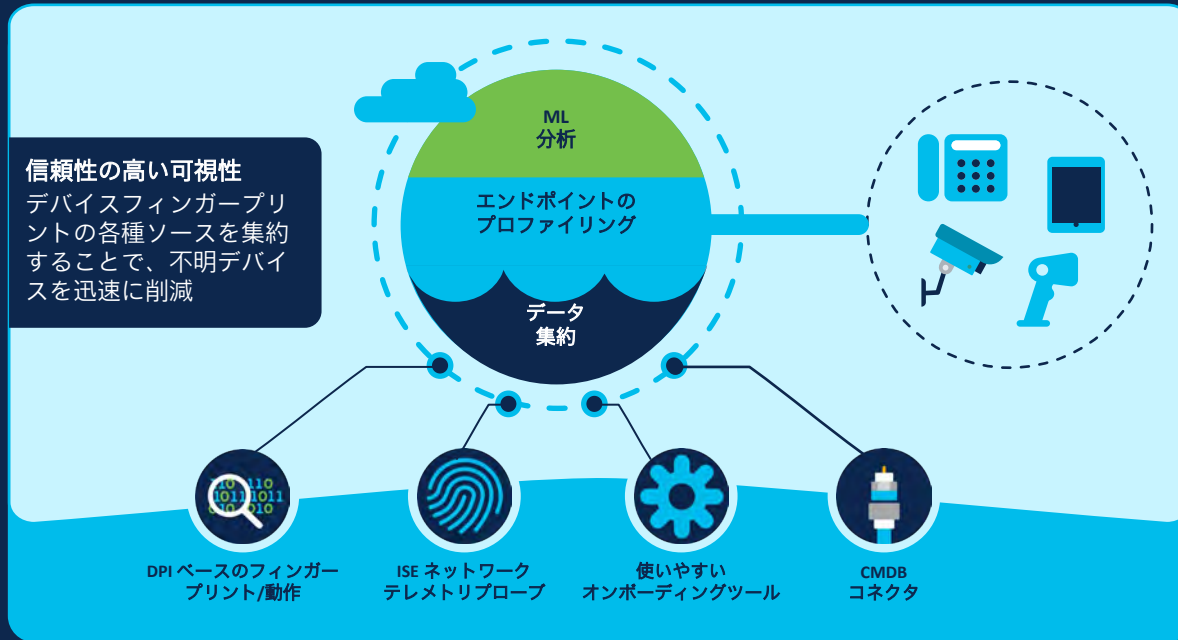 ML
分析
エンドポイントの
プロファイリング
データ
集約
信頼性の高い可視性
デバイスフィンガープリ
ントの各種ソースを集約
することで、不明デバイ
スを迅速に削減
110 110
1011 1011
010 010
DPI ベースのフィンガー
プリント/動作
ISE ネットワーク
テレメトリプローブ
使いやすい
オンボーディングツール
CMDB
コネクタ